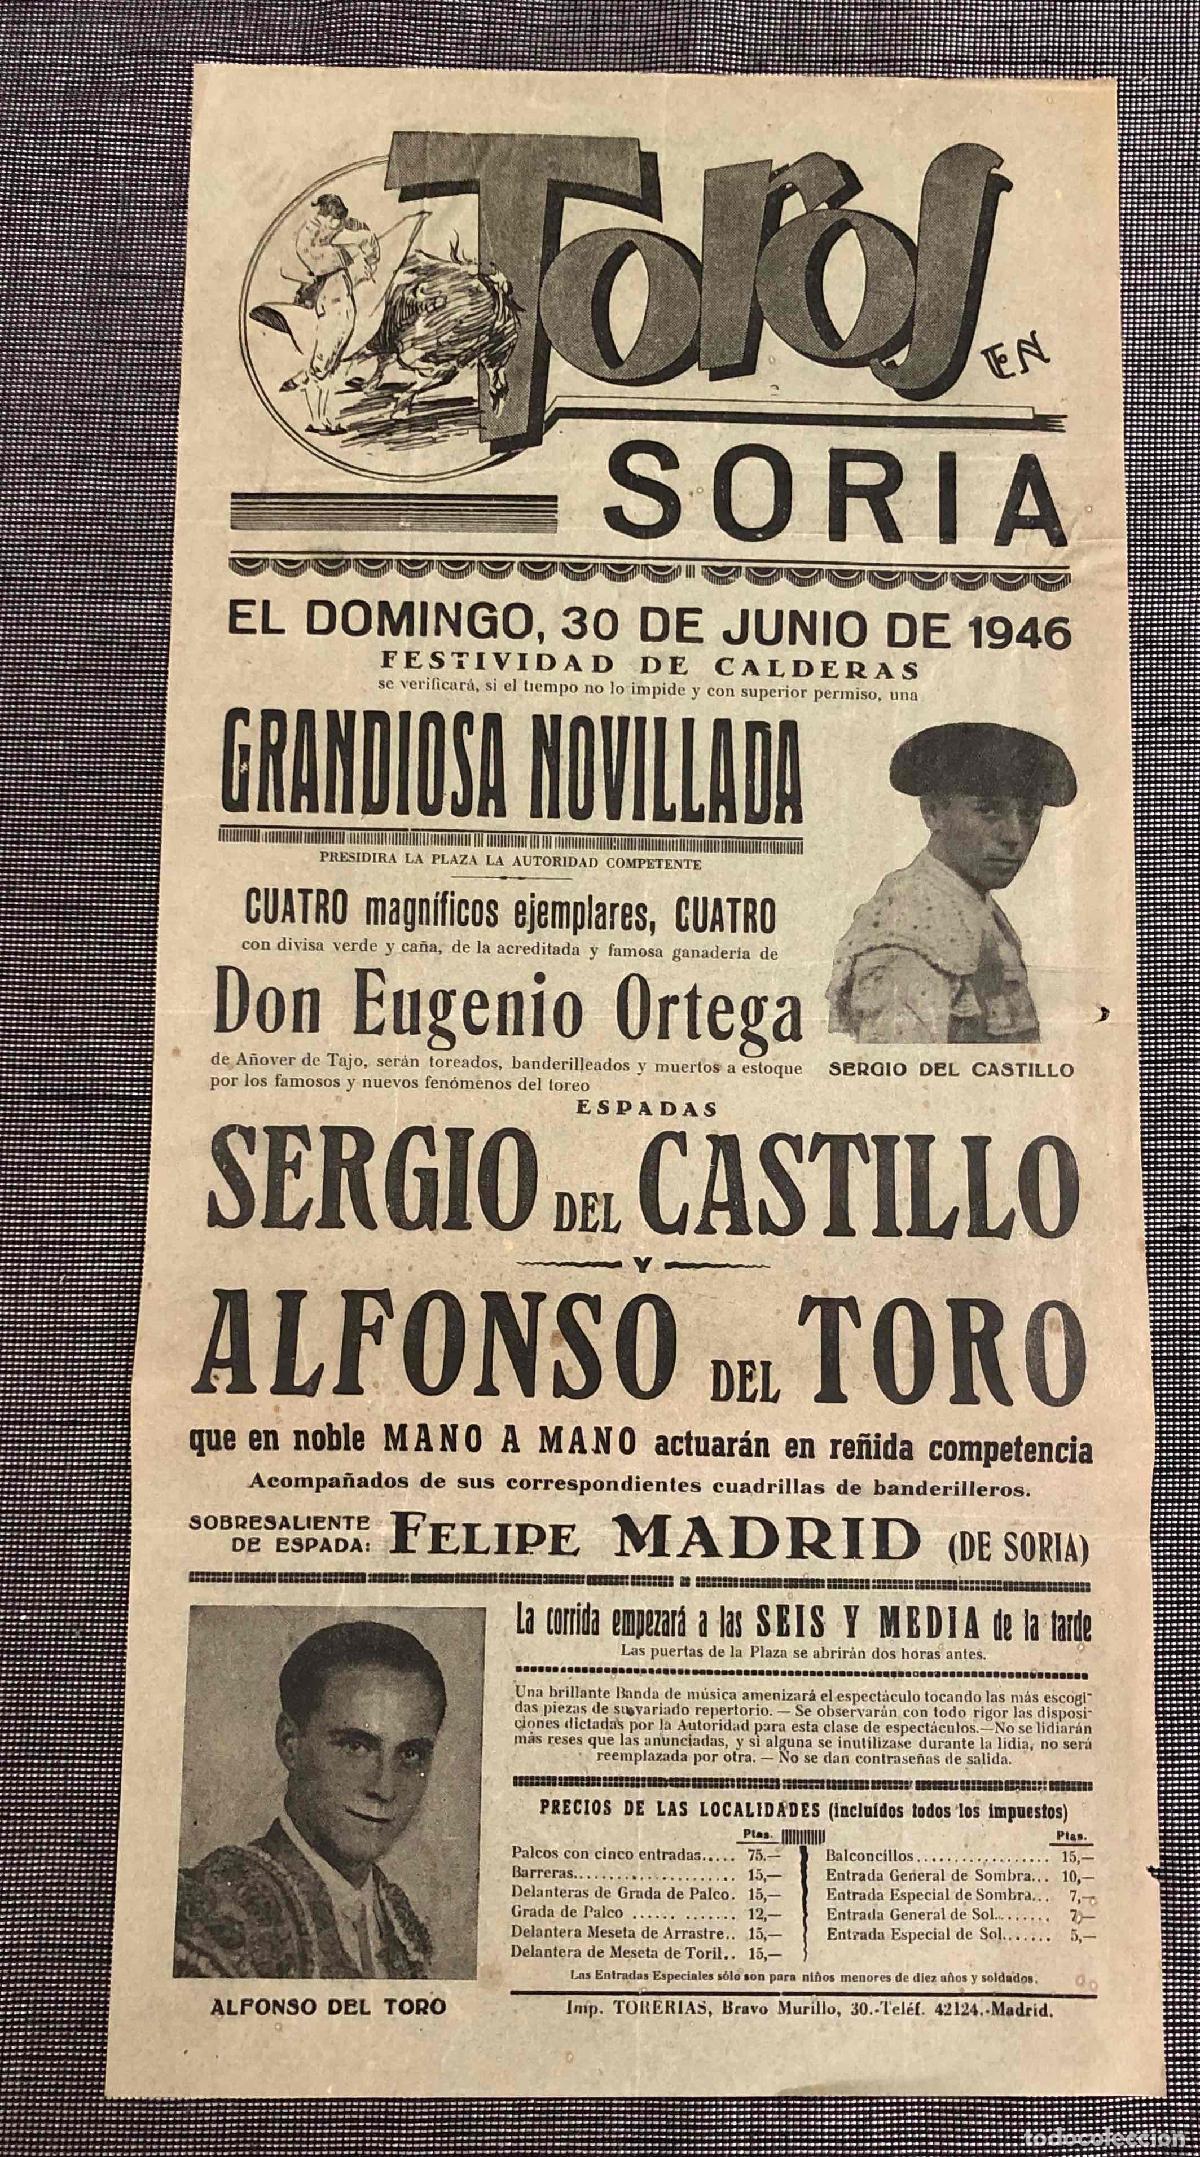 Toros
EN
SORIA
EL DOMINGO, 30 DE JUNIO DE 1946
FESTIVIDAD DE CALDERAS
se verificará, si el tiempo no lo impide y con superior permiso, una
GRANDIOSA NOVILLADA
PRESIDIRA LA PLAZA LA AUTORIDAD COMPETENTE
CUATRO magníficos ejemplares, CUATRO
con divisa verde y caña, de la acreditada y famosa ganadería de
Don Eugenio Ortega
de Añover de Tajo, serán toreados, banderilleados y muertos a estoque
por los famosos y nuevos fenómenos del toreo
SERGIO DEL CASTILLO
ESPADAS
SERGIO DEL CASTILLO
Y
ALFONSO DEL TORO
que en noble MANO A MANO actuarán en reñida competencia
Acompañados de sus correspondientes cuadrillas de banderilleros.
SOBRESALIENTE
DE ESPADA: FELIPE MADRID (DE SORIA)
La corrida empezará a las SEIS Y MEDIA de la tarde
Las puertas de la Plaza se abrirán dos horas antes.
Una brillante Banda de música amenizará el espectáculo tocando las más escogi-
das piezas de su variado repertorio. — Se observarán con todo rigor las disposi-
ciones dictadas por la Autoridad para esta clase de espectáculos.—No se lidiarán
más reses que las anunciadas, y si alguna se inutilizase durante la lidia, no será
reemplazada por otra. — No se dan contraseñas de salida.
PRECIOS DE LAS LOCALIDADES (incluídos todos los impuestos)
Ptas.
Palcos con cinco entradas..... 75,—
Barreras..................... 15,—
Delanteras de Grada de Palco. 15,—
Grada de Palco ...... ....... 12,—
Delantera Meseta de Arrastre.. 15,—
Delantera de Meseta de Toril.. 15,—
Ptas.
Balconcillos................. 15,—
Entrada General de Sombra... 10,—
Entrada Especial de Sombra... 7,—
Entrada General de Sol........ 7,—
Entrada Especial de Sol....... 5,—
Las Entradas Especiales sólo son para niños menores de diez años y soldados.
ALFONSO DEL TORO
Imp. TORERIAS, Bravo Murillo, 30.-Teléf. 42124.-Madrid.
todocoleccion